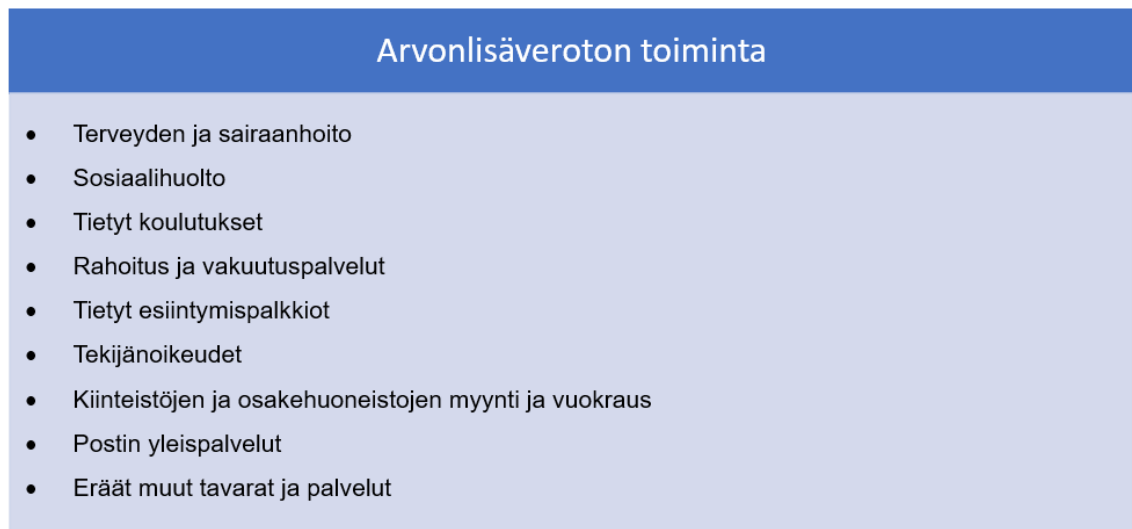 Arvonlisäveroton toiminta
• Terveyden ja sairaanhoito
• Sosiaalihuolto
• Tietyt koulutukset
• Rahoitus ja vakuutuspalvelut
• Tietyt esiintymispalkkiot
• Tekijänoikeudet
• Kiinteistöjen ja osakehuoneistojen myynti ja vuokraus
• Postin yleispalvelut
• Eräät muut tavarat ja palvelut